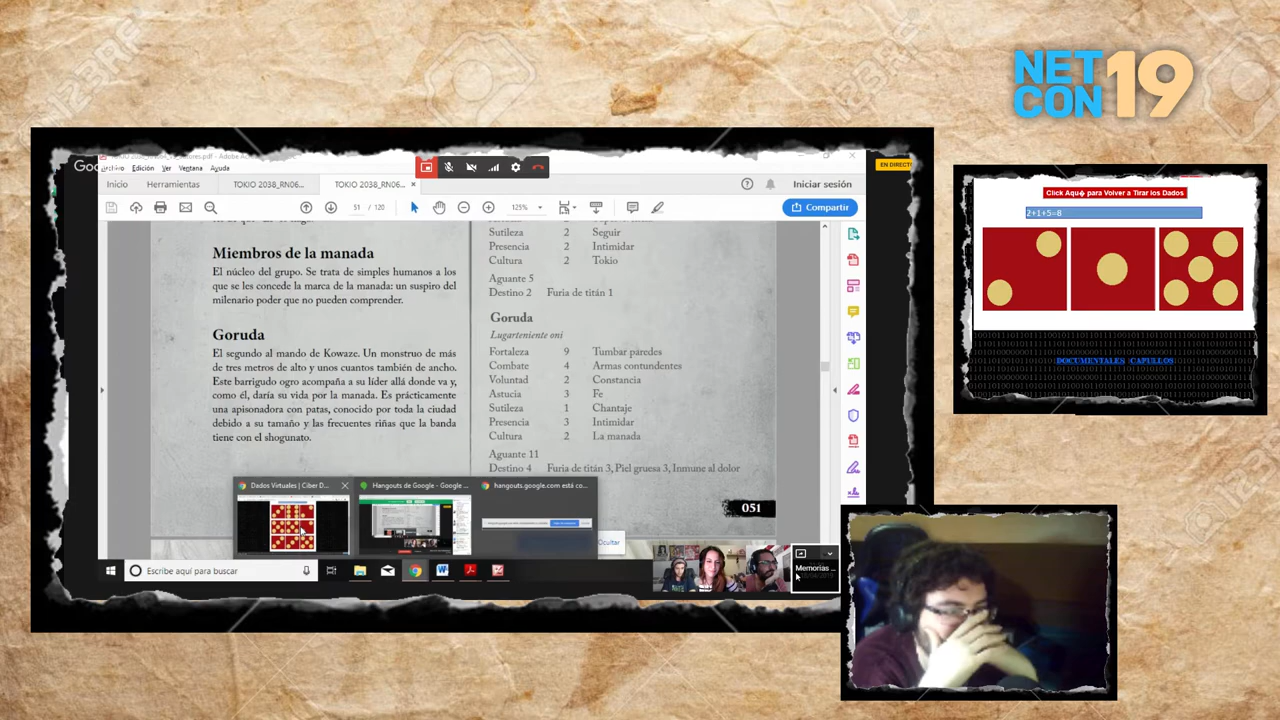 NET
CON 19
123RF
Goo
TOKIO 2038_RN06
Archivo Edición Ver Ventana Ayuda
EN DIRECTO
Inicio Herramientas TOKIO 2038_RN06... TOKIO 2038_RN06... × Iniciar sesión
51 / 120 125% Compartir
Miembros de la manada
El núcleo del grupo. Se trata de simples humanos a los
que se les concede la marca de la manada: un suspiro del
milenario poder que no pueden comprender.
Goruda
El segundo al mando de Kowaze. Un monstruo de más
de tres metros de alto y unos cuantos también de ancho.
Este barrigudo ogro acompaña a su líder allá donde va y,
como él, daría su vida por la manada. Es prácticamente
una apisonadora con patas, conocido por toda la ciudad
debido a su tamaño y las frecuentes riñas que la banda
tiene con el shogunato.
Sutileza 2 Seguir
Presencia 2 Intimidar
Cultura 2 Tokio
Aguante 5
Destino 2 Furia de titán 1
Goruda
Lugarteniente oni
Fortaleza 9 Tumbar paredes
Combate 4 Armas contundentes
Voluntad 2 Constancia
Astucia 3 Fe
Sutileza 1 Chantaje
Presencia 3 Intimidar
Cultura 2 La manada
Aguante 11
Destino 4 Furia de titán 3, Piel gruesa 3, Inmune al dolor
051
Dados Virtuales | Ciber D... Hangouts de Google - Google ... hangouts.google.com está co...
Ocultar
Escribe aquí para buscar
Memorias ...
Click Aqu� para Volver a Tirar los Dados
2+1+5=8
DOCUMENTALES CAPULLOS